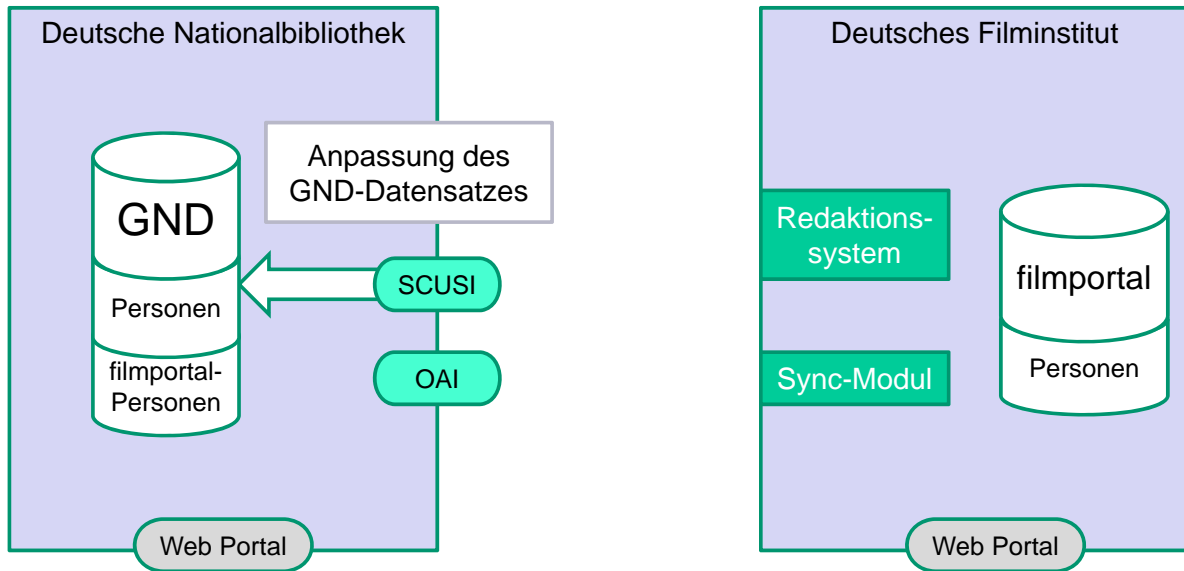 Deutsche Nationalbibliothek
Anpassung des
GND-Datensatzes
GND
Personen
filmportal-
Personen
SCUSI
OAI
Web Portal
Deutsches Filminstitut
Redaktions-
system
Sync-Modul
filmportal
Personen
Web Portal